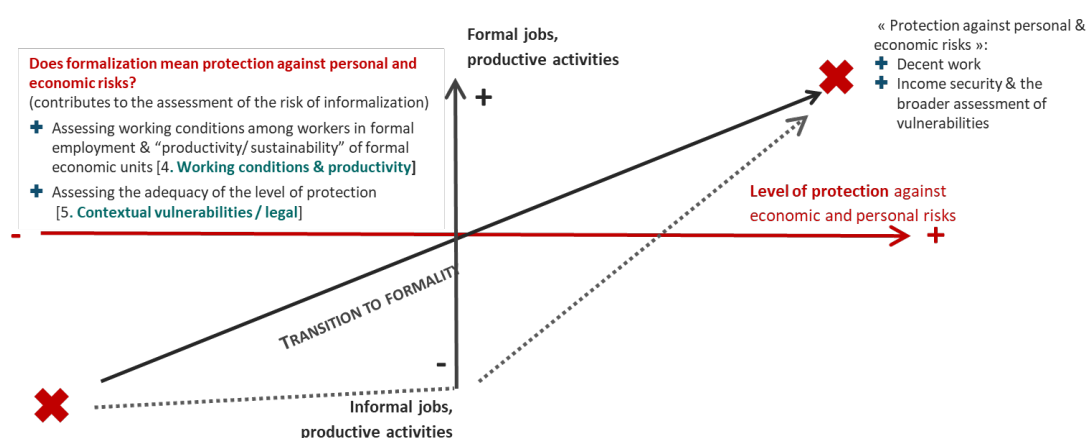 Does formalization mean protection against personal and
economic risks?
(contributes to the assessment of the risk of informalization)
Assessing working conditions among workers in formal
employment & “productivity/ sustainability” of formal
economic units [4. Working conditions & productivity]
Assessing the adequacy of the level of protection
[5. Contextual vulnerabilities / legal]
Formal jobs,
productive activities
+
« Protection against personal &
economic risks »:
Decent work
Income security & the
broader assessment of
vulnerabilities
Level of protection against
economic and personal risks
-
+
TRANSITION TO FORMALITY
-
Informal jobs,
productive activities